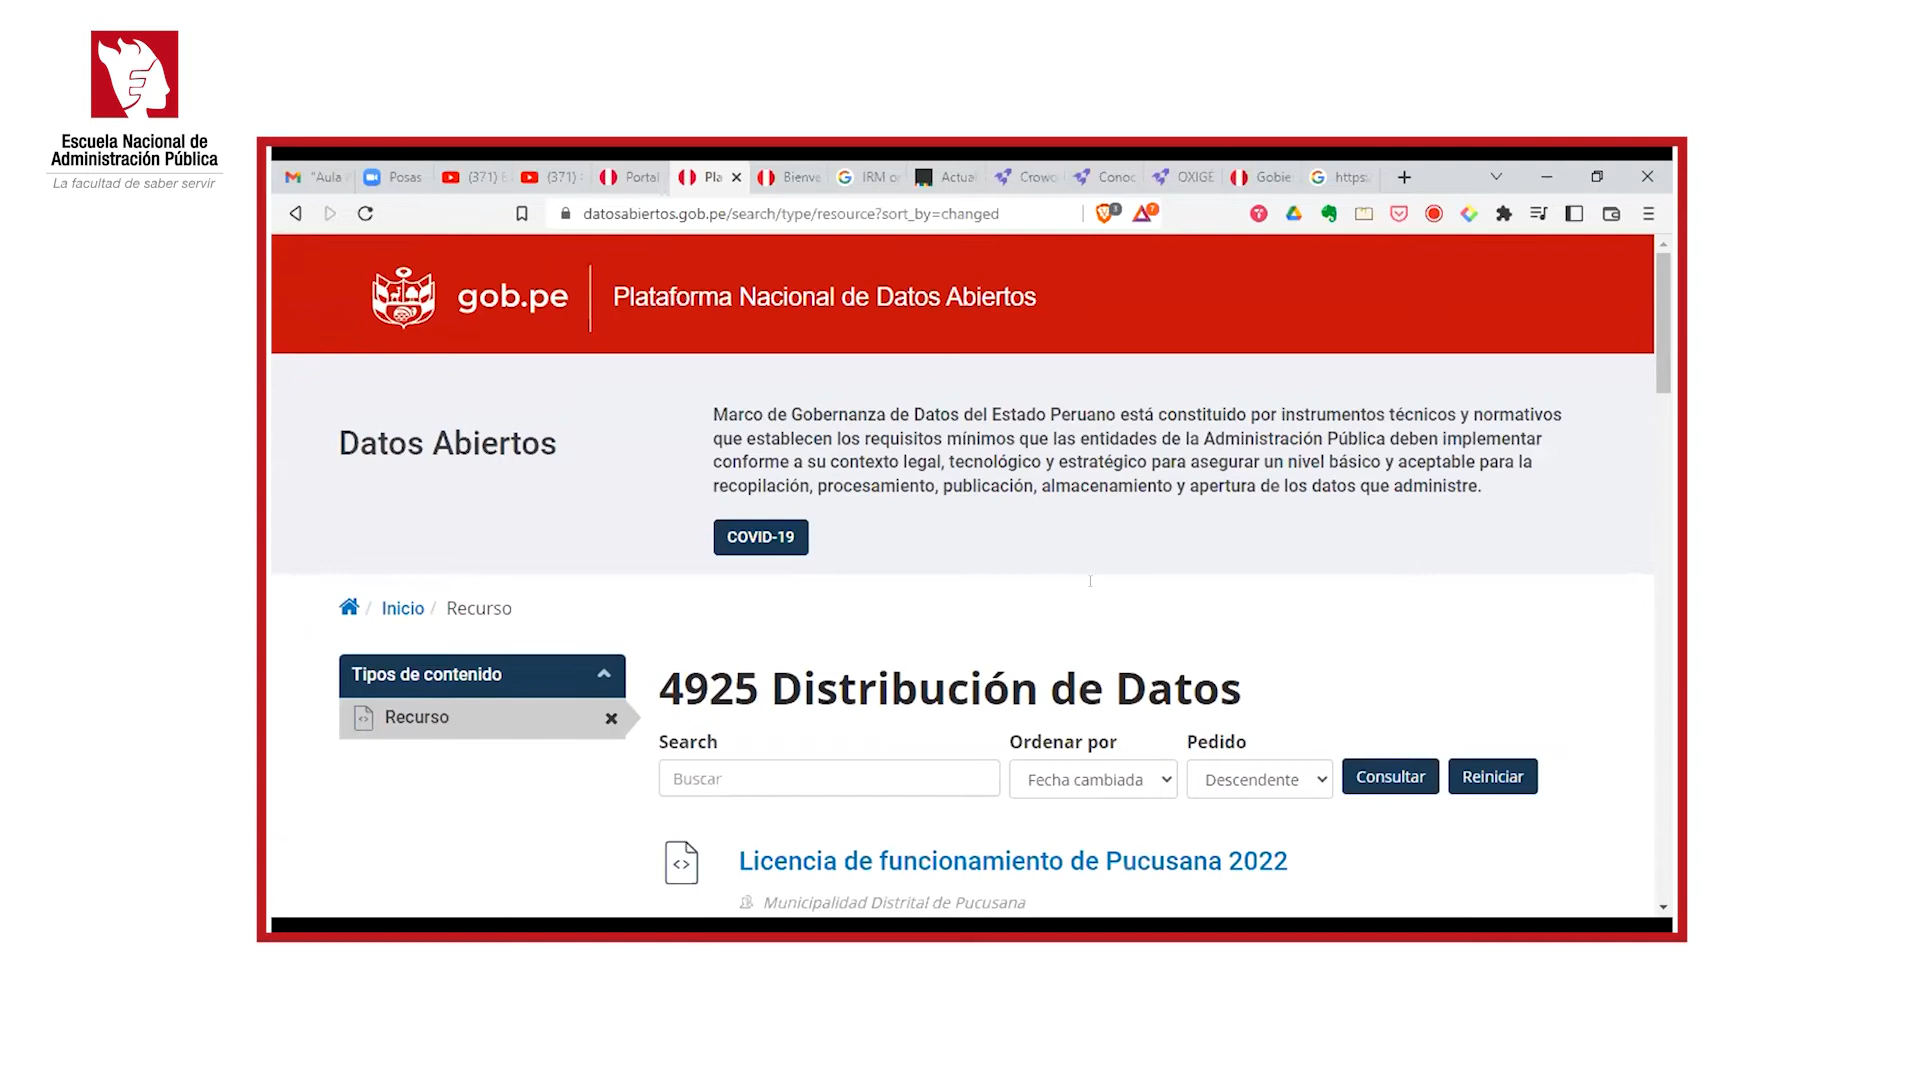 Escuela Nacional de
Administración Pública
La facultad de saber servir
"Aula Posas (371) (371) Portal Pla Bienve IRM Actua Crowd Conoc OXIGE Gobie https:
datosabiertos.gob.pe/search/type/resource?sort_by=changed
gob.pe Plataforma Nacional de Datos Abiertos
Datos Abiertos
Marco de Gobernanza de Datos del Estado Peruano está constituido por instrumentos técnicos y normativos
que establecen los requisitos mínimos que las entidades de la Administración Pública deben implementar
conforme a su contexto legal, tecnológico y estratégico para asegurar un nivel básico y aceptable para la
recopilación, procesamiento, publicación, almacenamiento y apertura de los datos que administre.
COVID-19
/ Inicio / Recurso
Tipos de contenido
Recurso
4925 Distribución de Datos
Search Ordenar por Pedido
Buscar Fecha cambiada Descendente Consultar Reiniciar
Licencia de funcionamiento de Pucusana 2022
Municipalidad Distrital de Pucusana